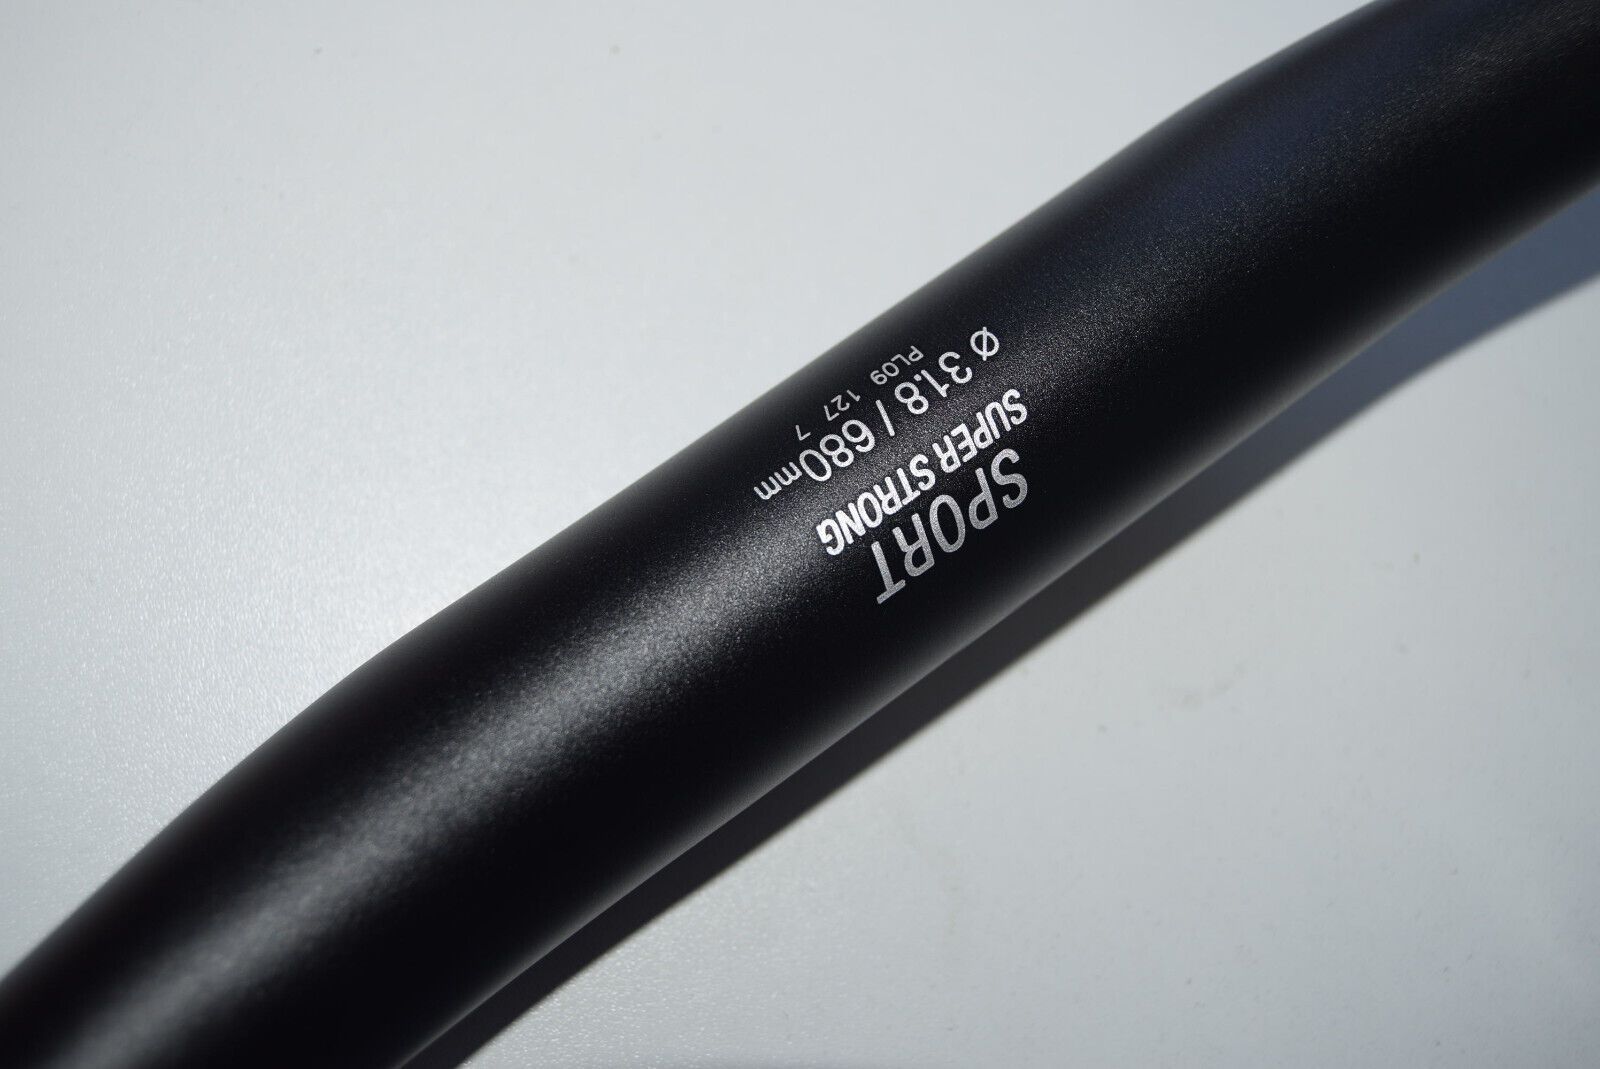 SPORT
SUPER STRONG
Ø 31.8 / 680mm
PL09 127 7